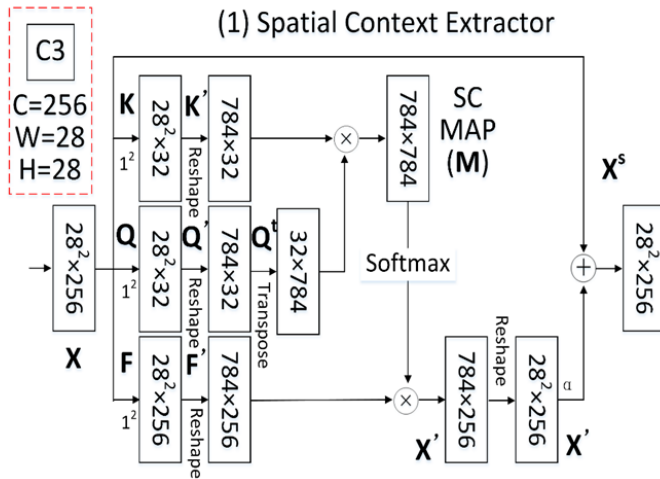 (1) Spatial Context Extractor
C3
C=256
W=28
H=28
K
1²
28²×32
K'
Reshape
784×32
×
784×784
SC
MAP
(M)
Xˢ
28²×256
X
Q
1²
28²×32
Q'
Reshape
784×32
Qᵗ
Transpose
32×784
Softmax
+
28²×256
F
1²
28²×256
F'
Reshape
784×256
×
X'
784×256
Reshape
28²×256
α
X'